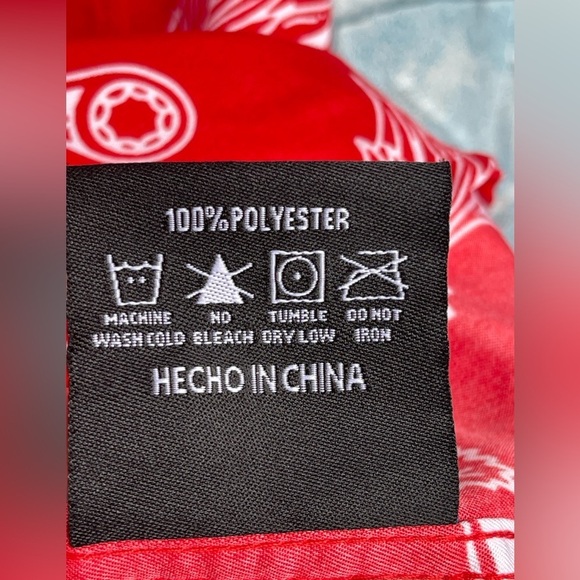 100%POLYESTER
MACHINE NO TUMBLE DO NOT
WASH COLD BLEACH DRY LOW IRON
HECHO IN CHINA